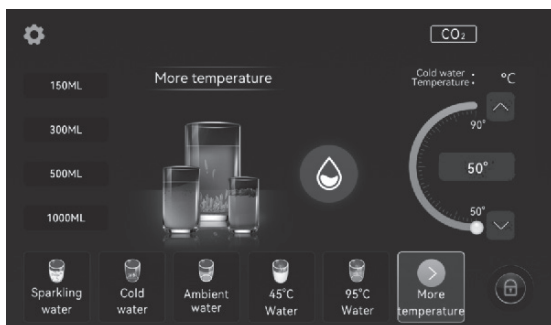 CO₂
More temperature
Cold water :
Temperature :
°C
150ML
300ML
500ML
1000ML
90°
50°
50°
Sparkling
water
Cold
water
Ambient
water
45°C
Water
95°C
Water
More
temperature